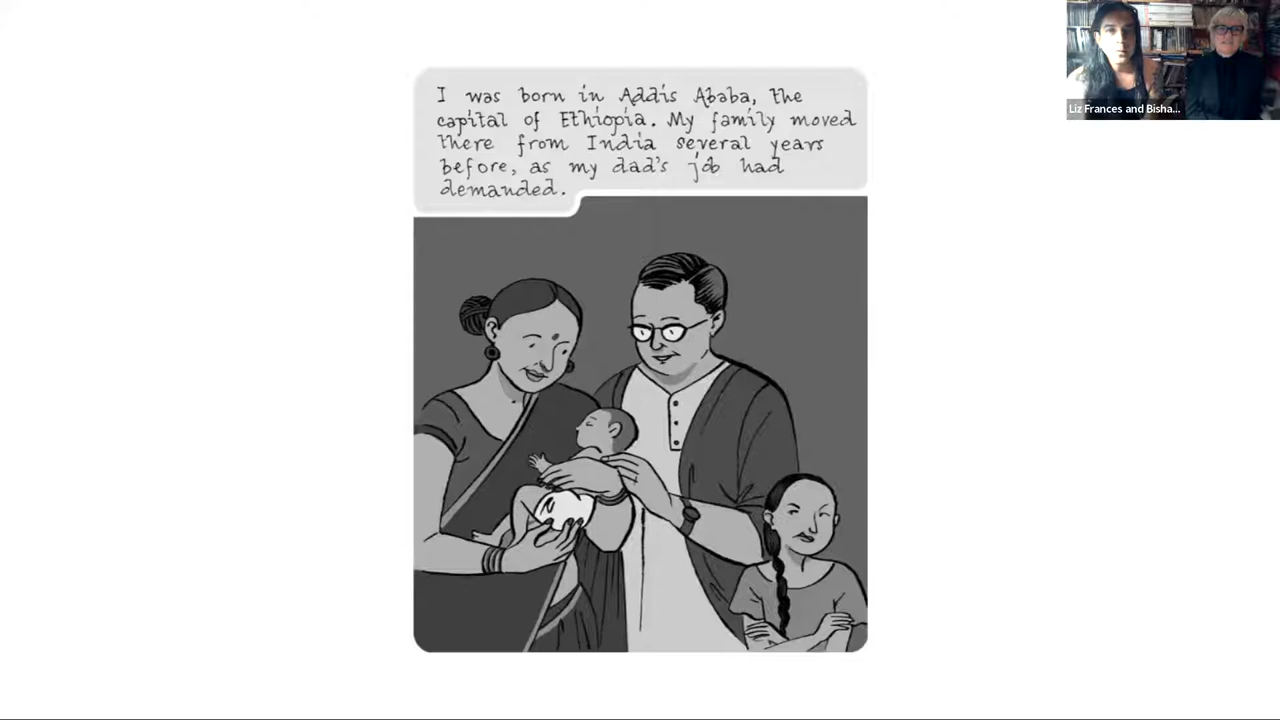 I was born in Addis Ababa, the
capital of Ethiopia. My family moved
there from India several years
before, as my dad's job had
demanded.
Liz Frances and Bisha...